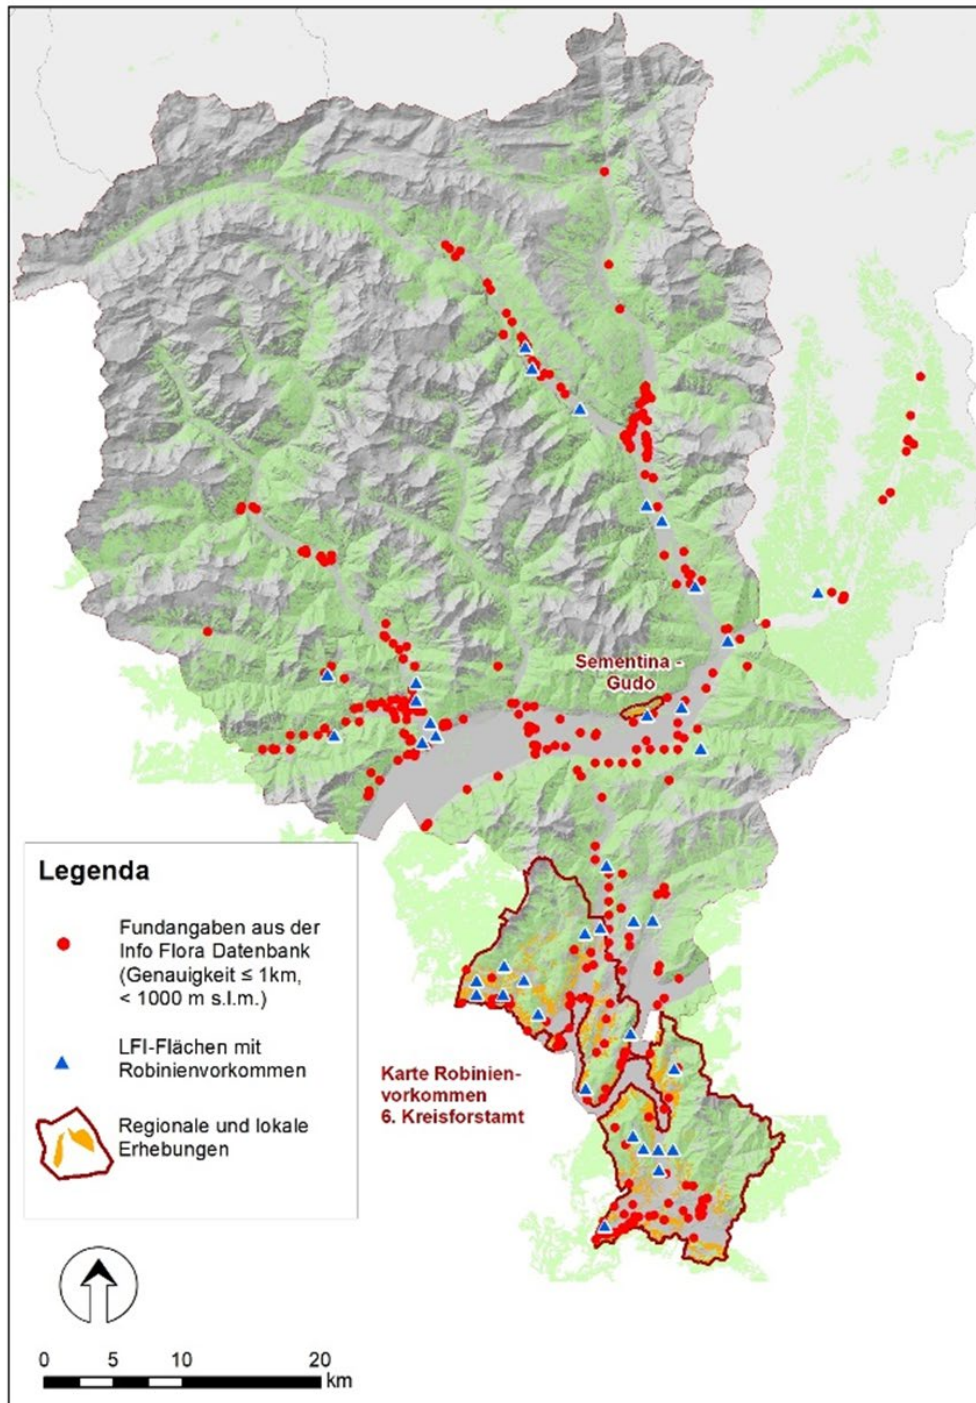 Sementina -
Gudo
Legenda
Fundangaben aus der
Info Flora Datenbank
(Genauigkeit ≤ 1km,
< 1000 m s.l.m.)
LFI-Flächen mit
Robinienvorkommen
Karte Robinien-
vorkommen
6. Kreisforstamt
Regionale und lokale
Erhebungen
0 5 10 20
km